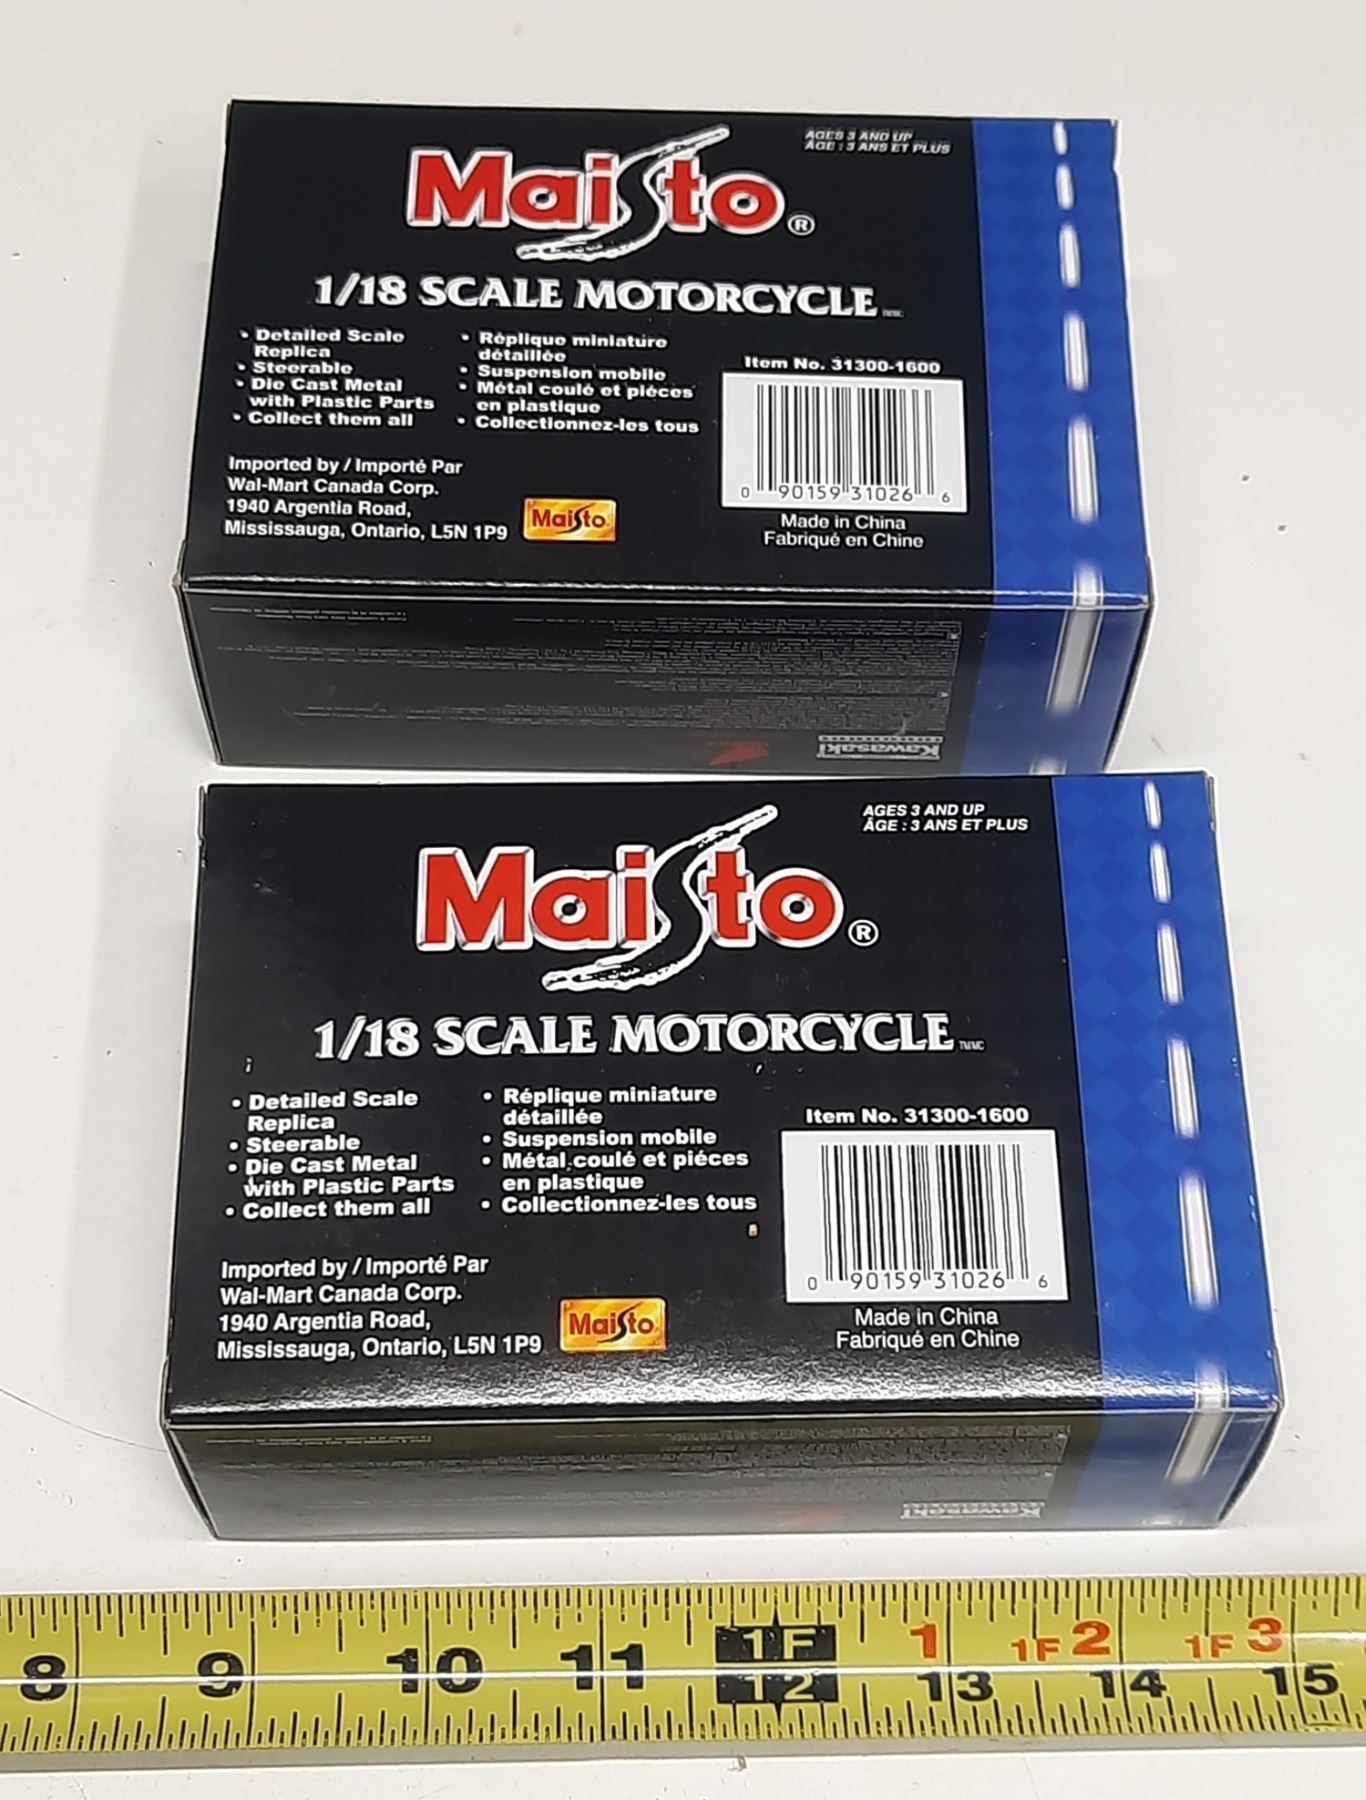 Maisto®
AGES 3 AND UP
ÂGE : 3 ANS ET PLUS
1/18 SCALE MOTORCYCLE
• Detailed Scale
Replica
• Steerable
• Die Cast Metal
with Plastic Parts
• Collect them all
• Réplique miniature
détaillée
• Suspension mobile
• Métal coulé et piéces
en plastique
• Collectionnez-les tous
Item No. 31300-1600
0 90159 31026 6
Made in China
Fabriqué en Chine
Imported by / Importé Par
Wal-Mart Canada Corp.
1940 Argentia Road,
Mississauga, Ontario, L5N 1P9
Maisto
Kawasaki
Maisto®
AGES 3 AND UP
ÂGE : 3 ANS ET PLUS
1/18 SCALE MOTORCYCLE
• Detailed Scale
Replica
• Steerable
• Die Cast Metal
with Plastic Parts
• Collect them all
• Réplique miniature
détaillée
• Suspension mobile
• Métal coulé et piéces
en plastique
• Collectionnez-les tous
Item No. 31300-1600
0 90159 31026 6
Made in China
Fabriqué en Chine
Imported by / Importé Par
Wal-Mart Canada Corp.
1940 Argentia Road,
Mississauga, Ontario, L5N 1P9
Maisto
Kawasaki
1F 1 1F 2 1F 3
8 9 10 11 12 13 14 15